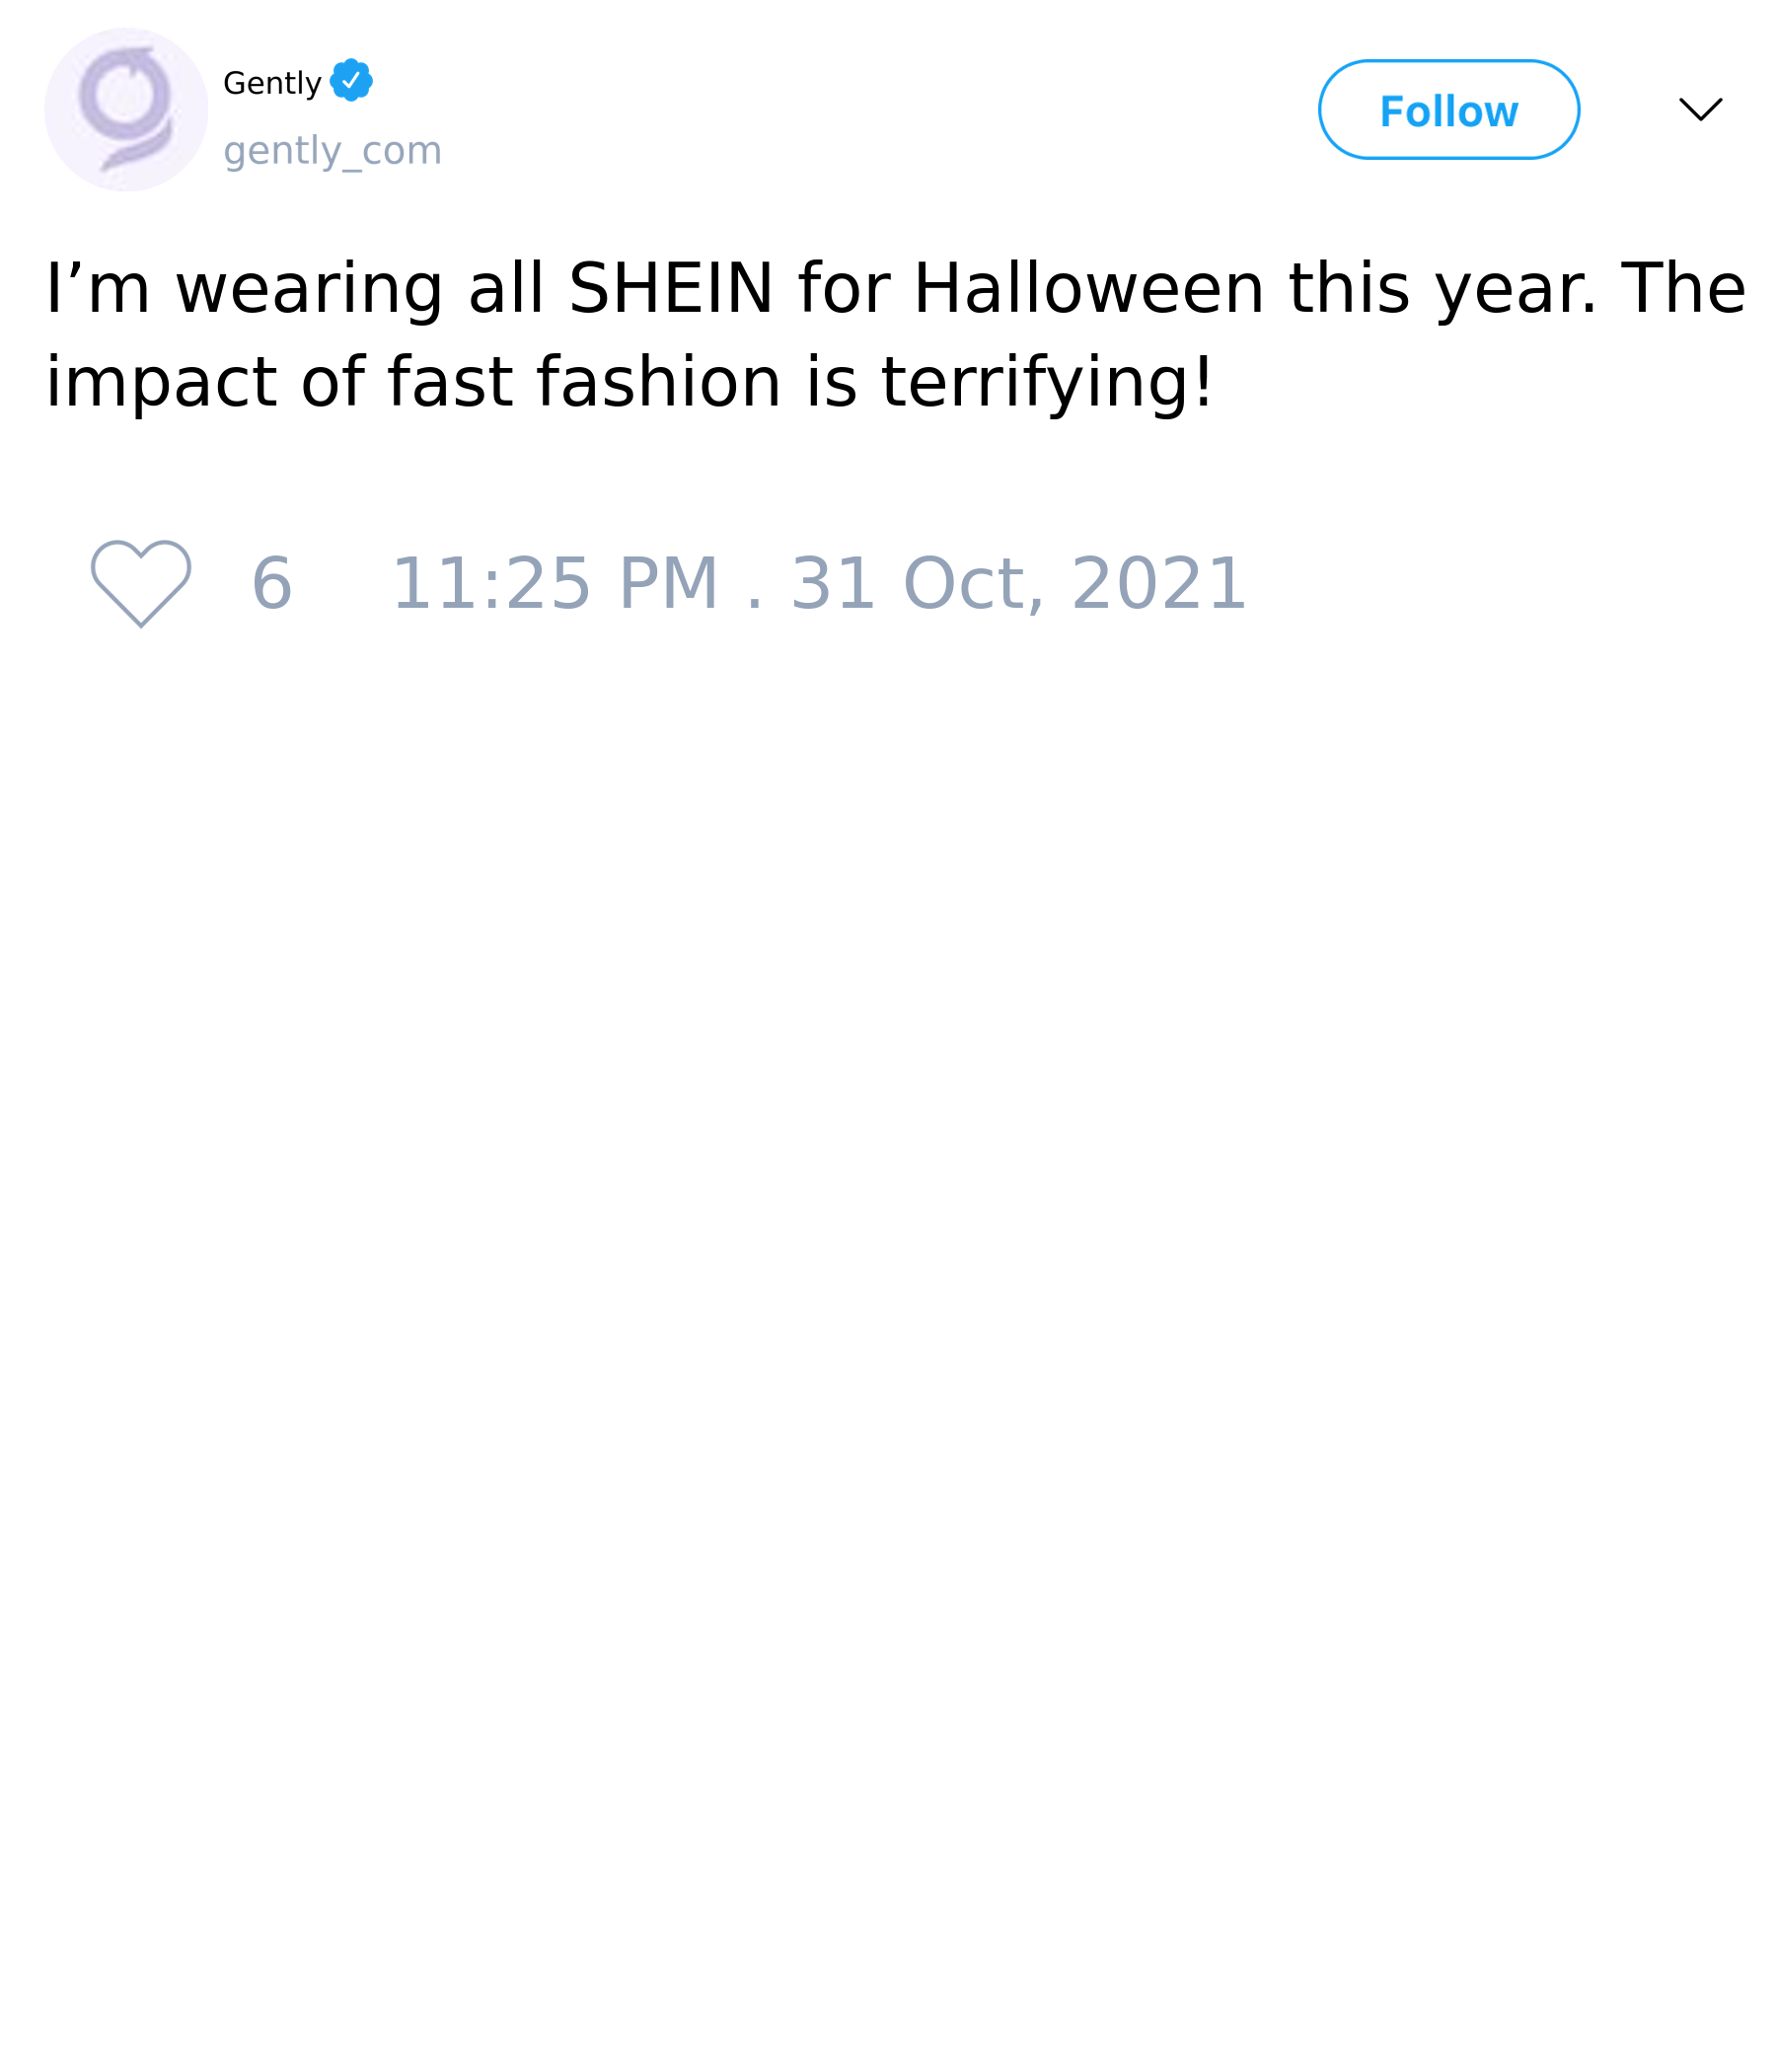 Gently
gently_com
Follow
I’m wearing all SHEIN for Halloween this year. The
impact of fast fashion is terrifying!
6 11:25 PM . 31 Oct, 2021